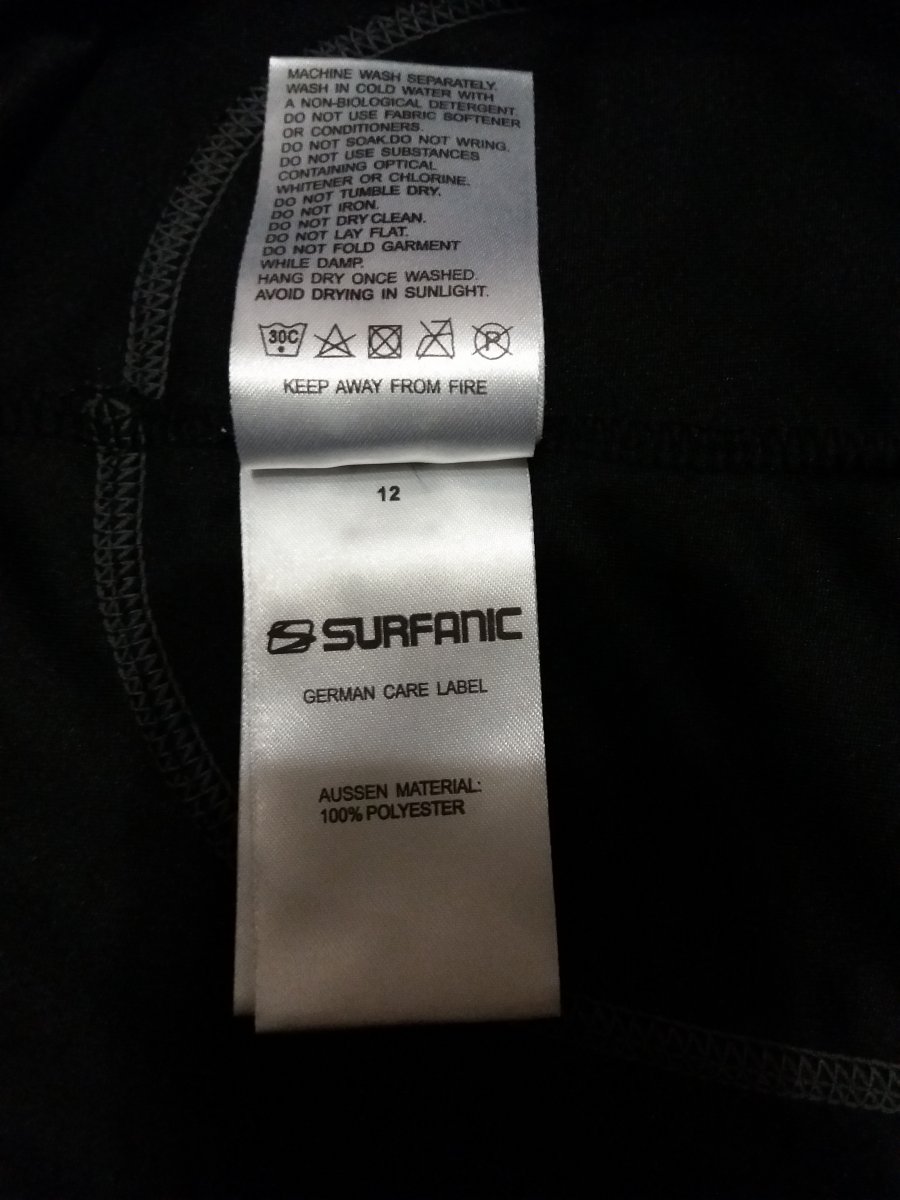 MACHINE WASH SEPARATELY.
WASH IN COLD WATER WITH
A NON-BIOLOGICAL DETERGENT
DO NOT USE FABRIC SOFTENER
OR CONDITIONERS.
DO NOT SOAK.DO NOT WRING.
DO NOT USE SUBSTANCES
CONTAINING OPTICAL
WHITENER OR CHLORINE.
DO NOT TUMBLE DRY.
DO NOT IRON.
DO NOT DRY CLEAN.
DO NOT LAY FLAT.
DO NOT FOLD GARMENT
WHILE DAMP.
HANG DRY ONCE WASHED.
AVOID DRYING IN SUNLIGHT.
30C P
KEEP AWAY FROM FIRE
12
SURFANIC
GERMAN CARE LABEL
AUSSEN MATERIAL:
100% POLYESTER